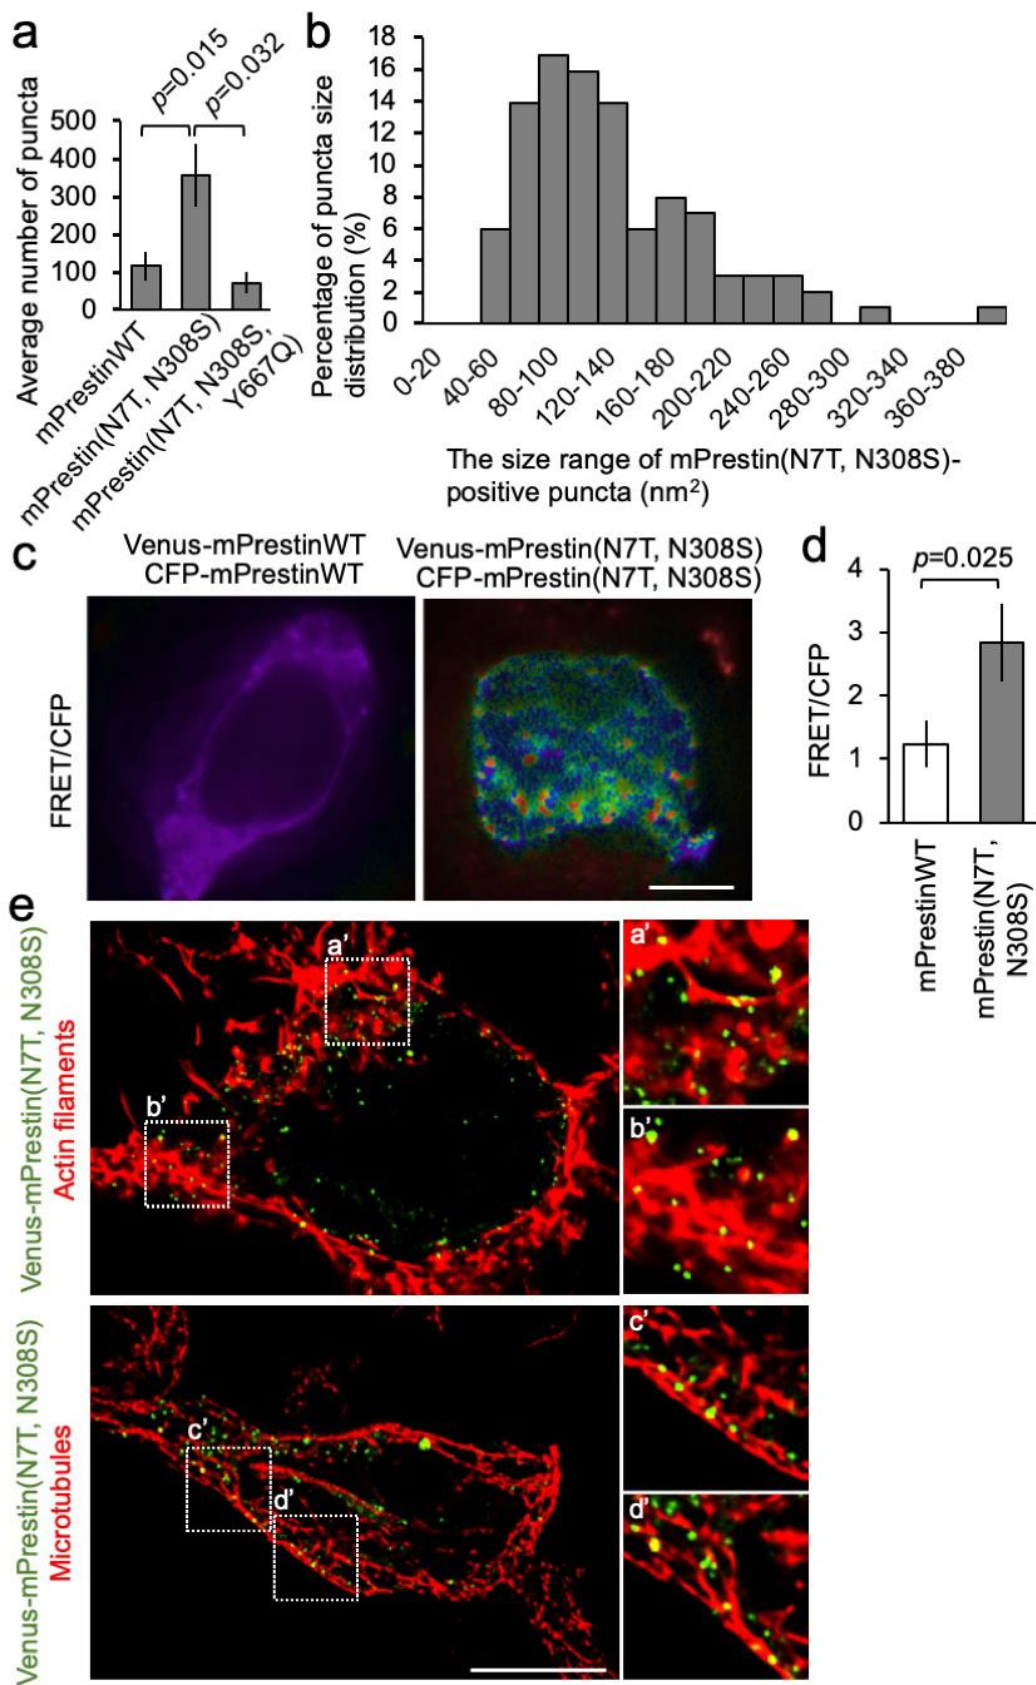 a
p=0.015
p=0.032
Average number of puncta
500
400
300
200
100
0
mPrestinWT
mPrestin(N7T, N308S)
mPrestin(N7T, N308S,
Y667Q)
b
Percentage of puncta size
distribution (%)
18
16
14
12
10
8
6
4
2
0
0-20
40-60
80-100
120-140
160-180
200-220
240-260
280-300
320-340
360-380
The size range of mPrestin(N7T, N308S)-
positive puncta (nm²)
c
Venus-mPrestinWT
CFP-mPrestinWT
Venus-mPrestin(N7T, N308S)
CFP-mPrestin(N7T, N308S)
FRET/CFP
d
p=0.025
FRET/CFP
4
3
2
1
0
mPrestinWT
mPrestin(N7T,
N308S)
e
Venus-mPrestin(N7T, N308S)
Actin filaments
a'
b'
a'
b'
Venus-mPrestin(N7T, N308S)
Microtubules
c'
d'
c'
d'